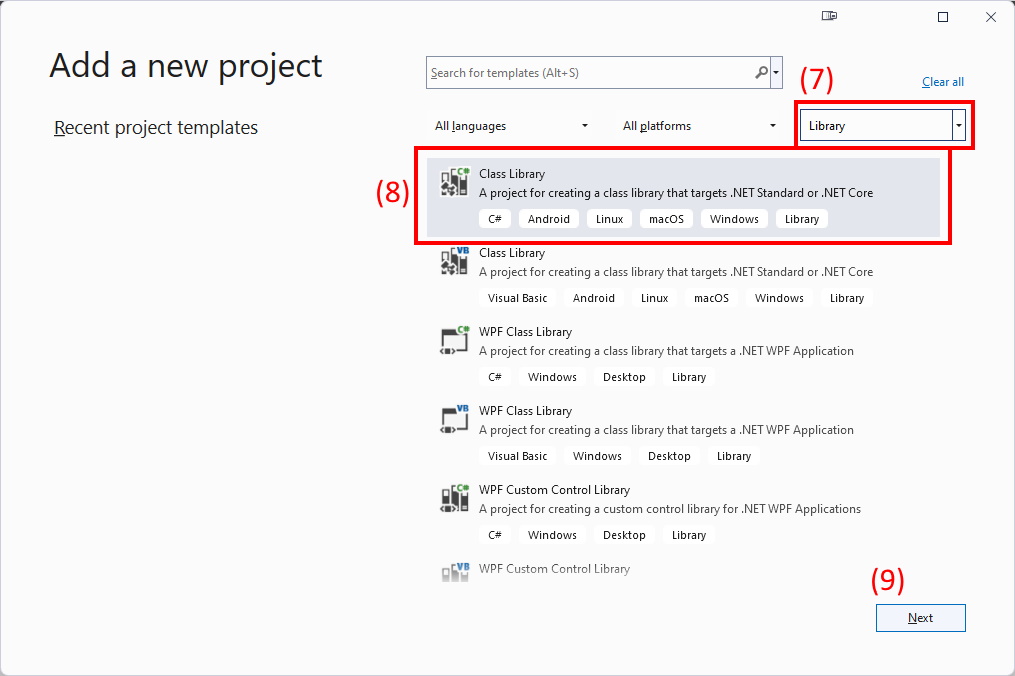 Add a new project
Search for templates (Alt+S)
(7)
Clear all
Recent project templates
All languages All platforms Library
(8)
C#
Class Library
A project for creating a class library that targets .NET Standard or .NET Core
C# Android Linux macOS Windows Library
VB
Class Library
A project for creating a class library that targets .NET Standard or .NET Core
Visual Basic Android Linux macOS Windows Library
C#
WPF Class Library
A project for creating a class library that targets a .NET WPF Application
C# Windows Desktop Library
VB
WPF Class Library
A project for creating a class library that targets a .NET WPF Application
Visual Basic Windows Desktop Library
C#
WPF Custom Control Library
A project for creating a custom control library for .NET WPF Applications
C# Windows Desktop Library
VB
WPF Custom Control Library
(9)
Next